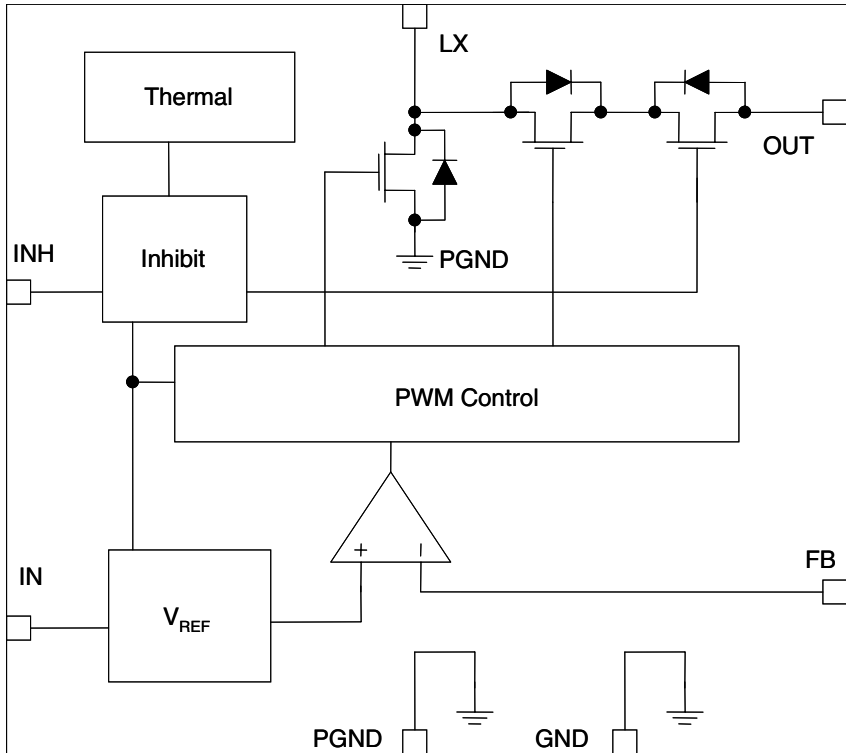 LX
Thermal
OUT
INH
Inhibit
PGND
PWM Control
+ −
IN
FB
VREF
PGND
GND